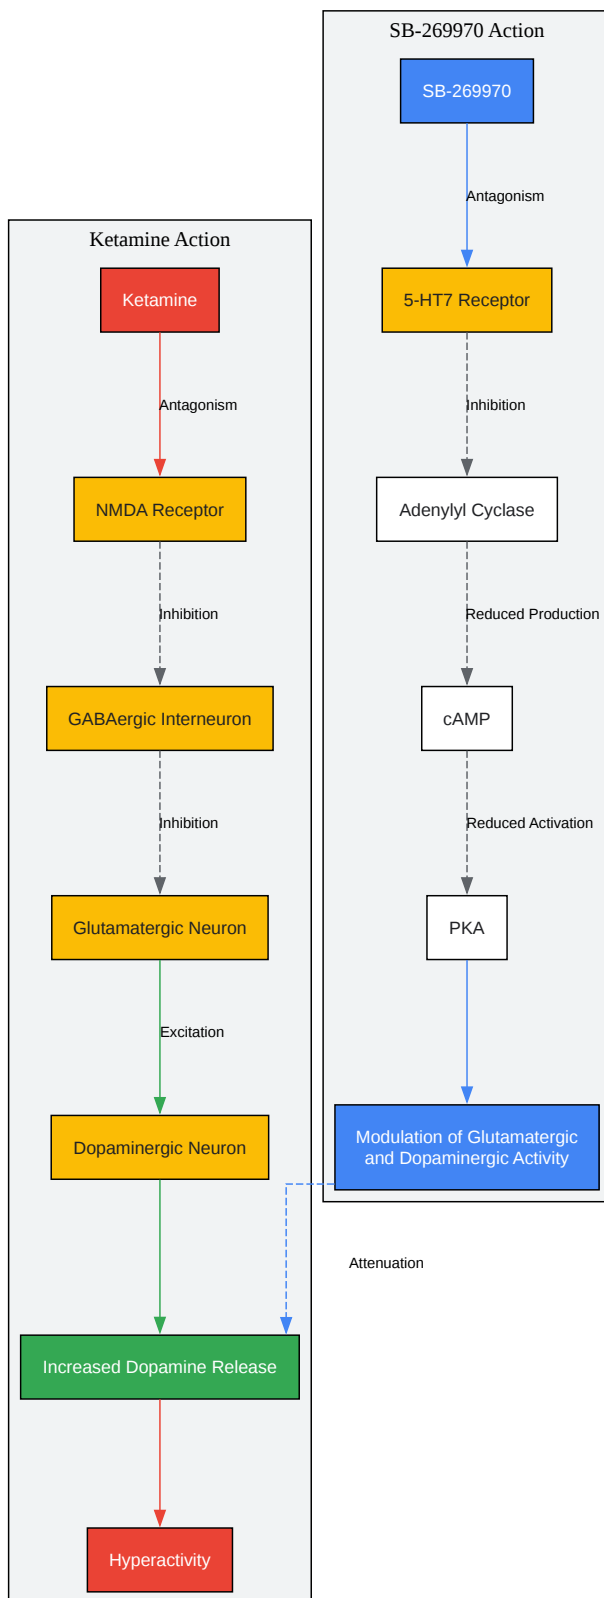 SB-269970 Action
SB-269970
Antagonism
5-HT7 Receptor
Inhibition
Adenylyl Cyclase
Reduced Production
cAMP
Reduced Activation
PKA
Modulation of Glutamatergic
and Dopaminergic Activity
Attenuation
Ketamine Action
Ketamine
Antagonism
NMDA Receptor
Inhibition
GABAergic Interneuron
Inhibition
Glutamatergic Neuron
Excitation
Dopaminergic Neuron
Increased Dopamine Release
Hyperactivity